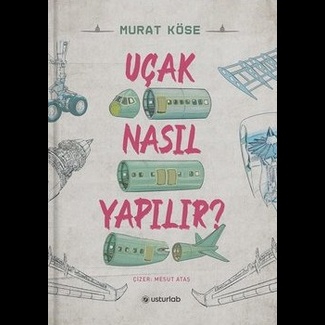 MURAT KÖSE
UÇAK
NASIL
YAPILIR?
ÇİZER: MESUT ATAŞ
usturlab